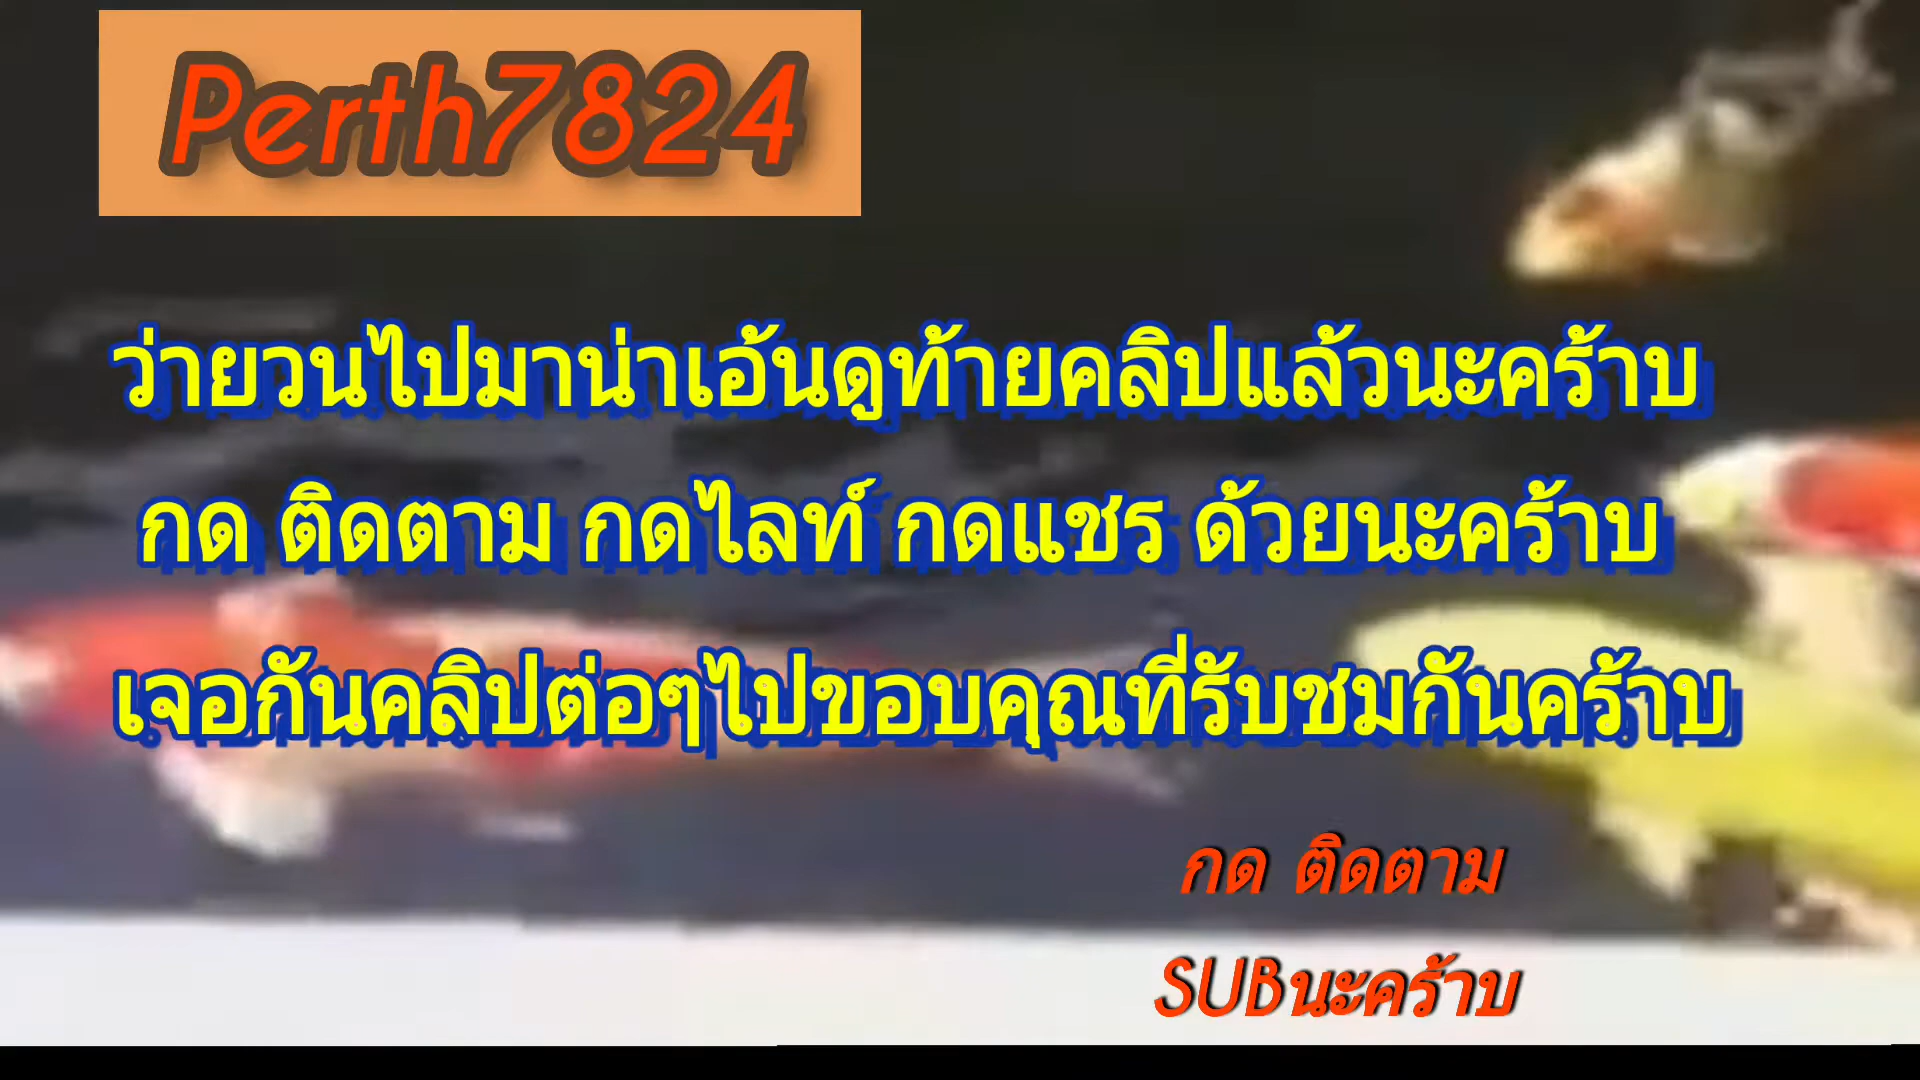 Perth7824
ว่ายวนไปมาน่าเอ้นดูท้ายคลิปแล้วนะคร้าบ
กด ติดตาม กดไลท์ กดแชร ด้วยนะคร้าบ
เจอกันคลิปต่อๆไปขอบคุณที่รับชมกันคร้าบ
กด ติดตาม
SUBนะคร้าบ